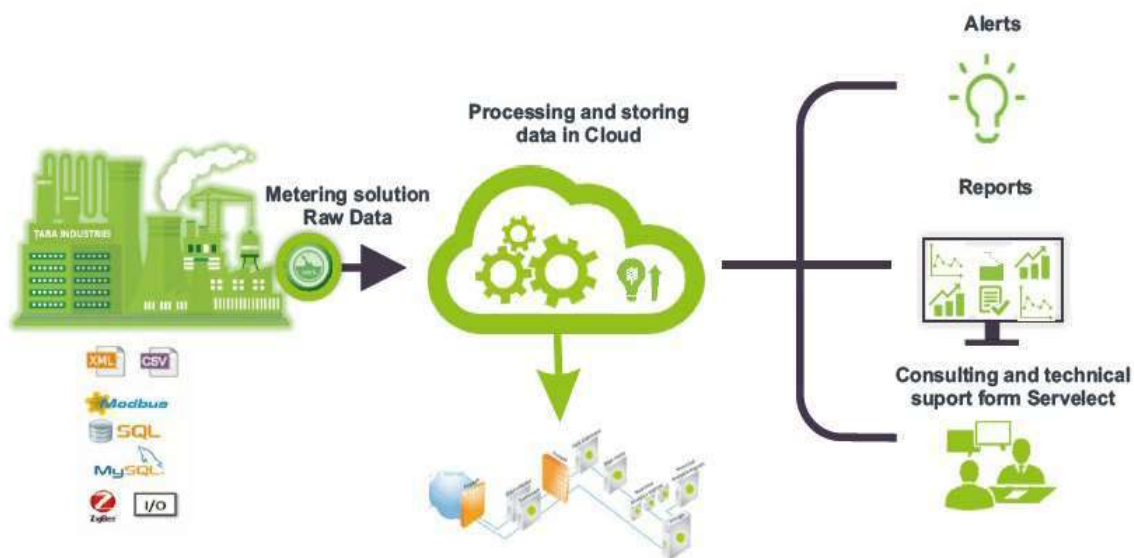 Alerts
Processing and storing
data in Cloud
Metering solution
Raw Data
TARA INDUSTRIES
Reports
XML
CSV
Modbus
SQL
MySQL
ZigBee
I/O
Consulting and technical
suport form Servelect